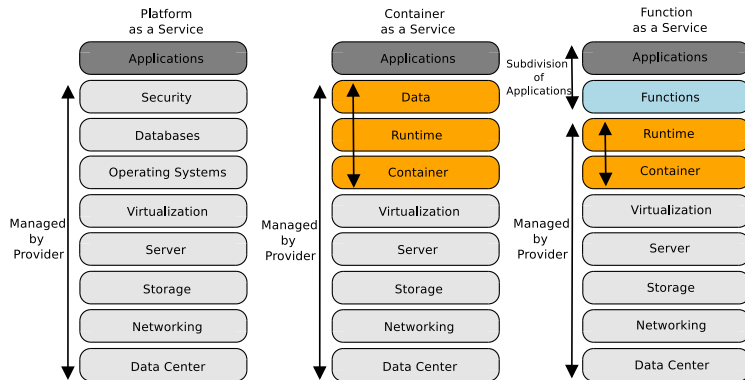 Platform
as a Service
Applications
Security
Databases
Operating Systems
Virtualization
Server
Storage
Networking
Data Center
Managed
by
Provider
Container
as a Service
Applications
Data
Runtime
Container
Virtualization
Server
Storage
Networking
Data Center
Managed
by
Provider
Function
as a Service
Subdivision
of
Applications
Applications
Functions
Runtime
Container
Virtualization
Server
Storage
Networking
Data Center
Managed
by
Provider